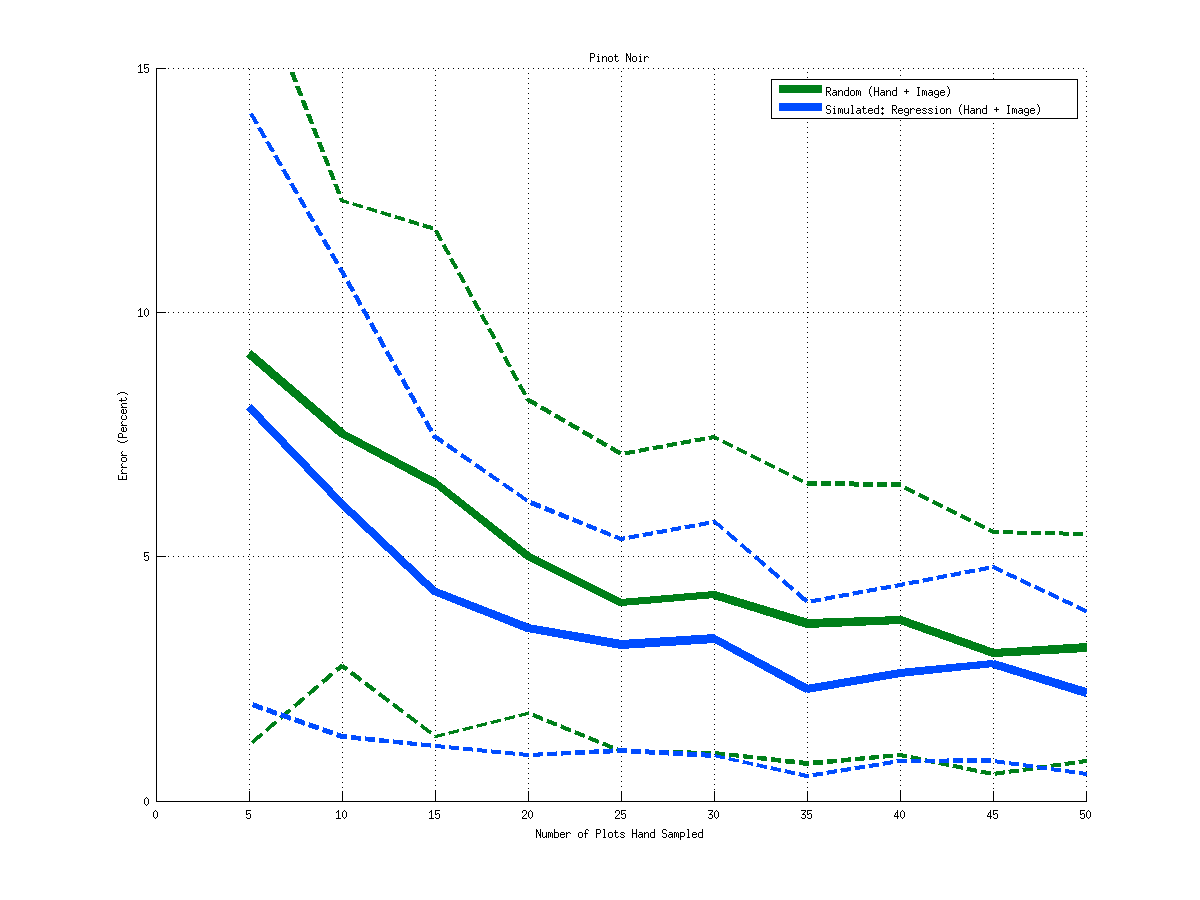 Pinot Noir
15
Random (Hand + Image)
Simulated: Regression (Hand + Image)
10
Error (Percent)
5
0
0 5 10 15 20 25 30 35 40 45 50
Number of Plots Hand Sampled